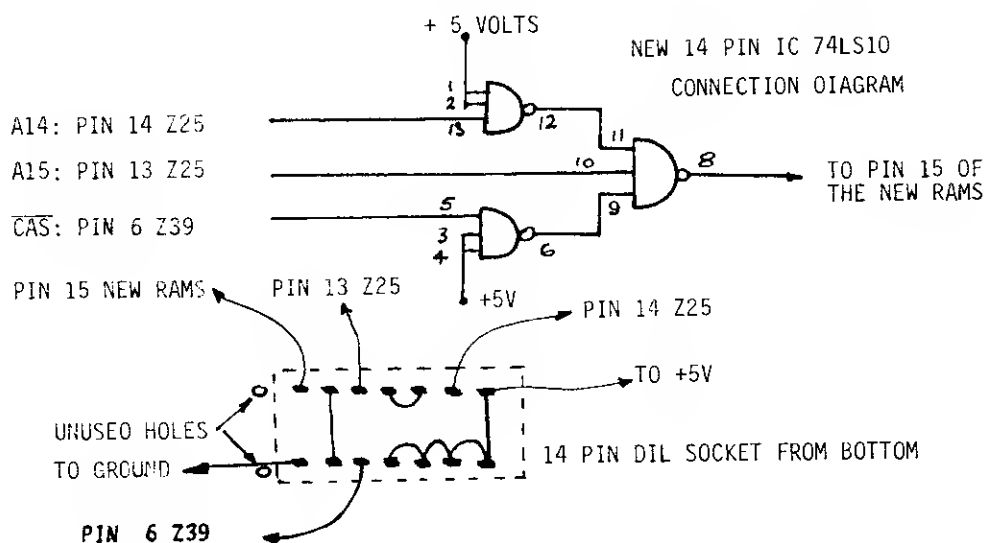 + 5 VOLTS
NEW 14 PIN IC 74LS10
CONNECTION OIAGRAM
1
2
13
12
A14: PIN 14 Z25
11
A15: PIN 13 Z25
10
8
TO PIN 15 OF
THE NEW RAMS
9
CAS: PIN 6 Z39
5
3
4
6
+5V
PIN 15 NEW RAMS
PIN 13 Z25
PIN 14 Z25
TO +5V
UNUSEO HOLES
TO GROUND
14 PIN DIL SOCKET FROM BOTTOM
PIN 6 Z39